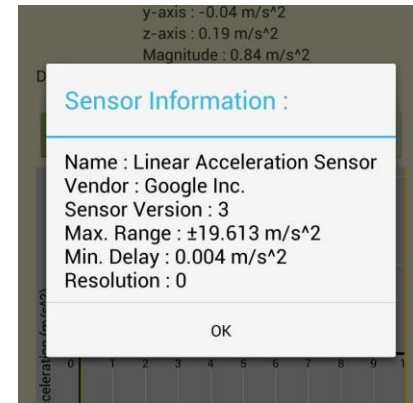 y-axis : -0.04 m/s^2
z-axis : 0.19 m/s^2
Magnitude : 0.84 m/s^2
D
Sensor Information :
Name : Linear Acceleration Sensor
Vendor : Google Inc.
Sensor Version : 3
Max. Range : ±19.613 m/s^2
Min. Delay : 0.004 m/s^2
Resolution : 0
OK
0 1 2 3 4 5 6 7 8 9 1